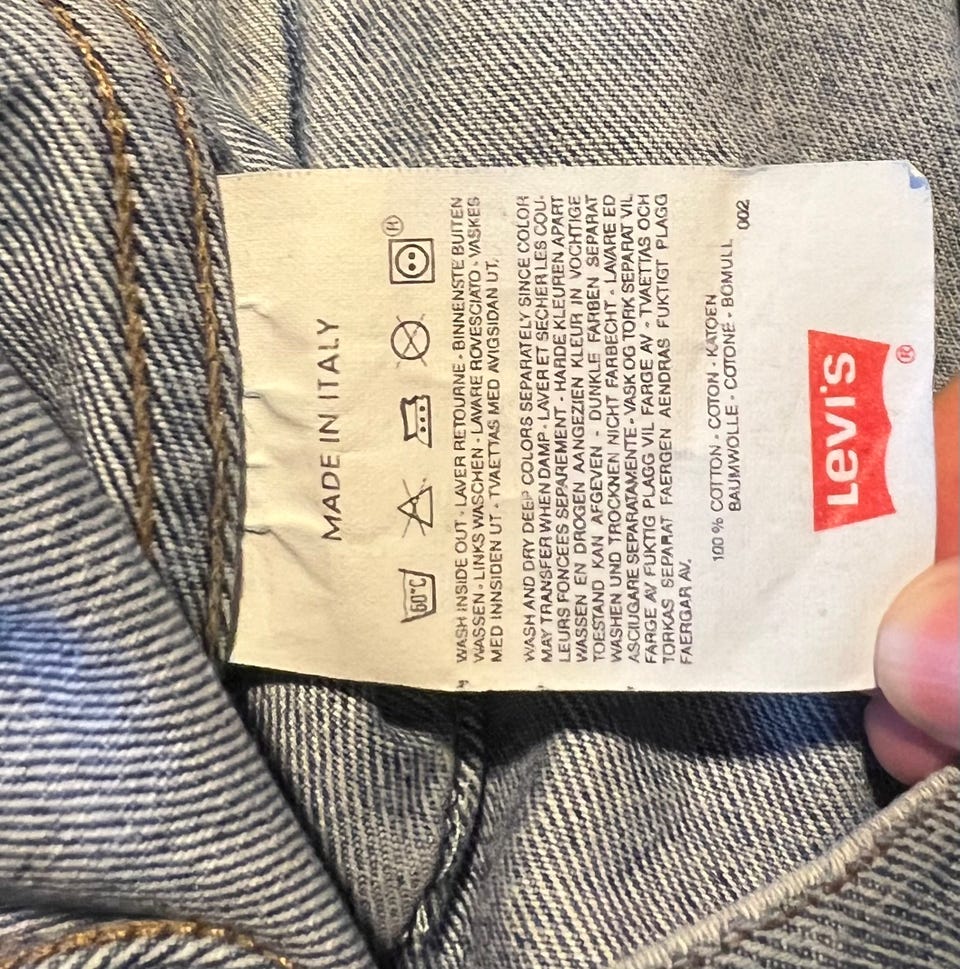 MADE IN ITALY
60°C
WASH INSIDE OUT - LAVER RETOURNE - BINNENSTE BUITEN
WASSEN - LINKS WASCHEN - LAVARE ROVESCIATO - VASKES
MED INNSIDEN UT - TVAETTAS MED AVIGSIDAN UT.
WASH AND DRY DEEP COLORS SEPARATELY SINCE COLOR
MAY TRANSFER WHEN DAMP - LAVER ET SECHER LES COU-
LEURS FONCEES SEPAREMENT - HARDE KLEUREN APART
WASSEN EN DROGEN AANGEZIEN KLEUR IN VOCHTIGE
TOESTAND KAN AFGEVEN - DUNKLE FARBEN SEPARAT
WASHEN UND TROCKNEN NICHT FARBECHT - LAVARE ED
ASCIUGARE SEPARATAMENTE - VASK OG TORK SEPARAT VIL
FARGE AV FUKTIG PLAGG VIL FARGE AV - TVAETTAS OCH
TORKAS SEPARAT FAERGEN AENDRAS FUKTIGT PLAGG
FAERGAR AV.
100 % COTTON - COTON - KATOEN
BAUMWOLLE - COTONE - BOMULL
002
Levi's ®